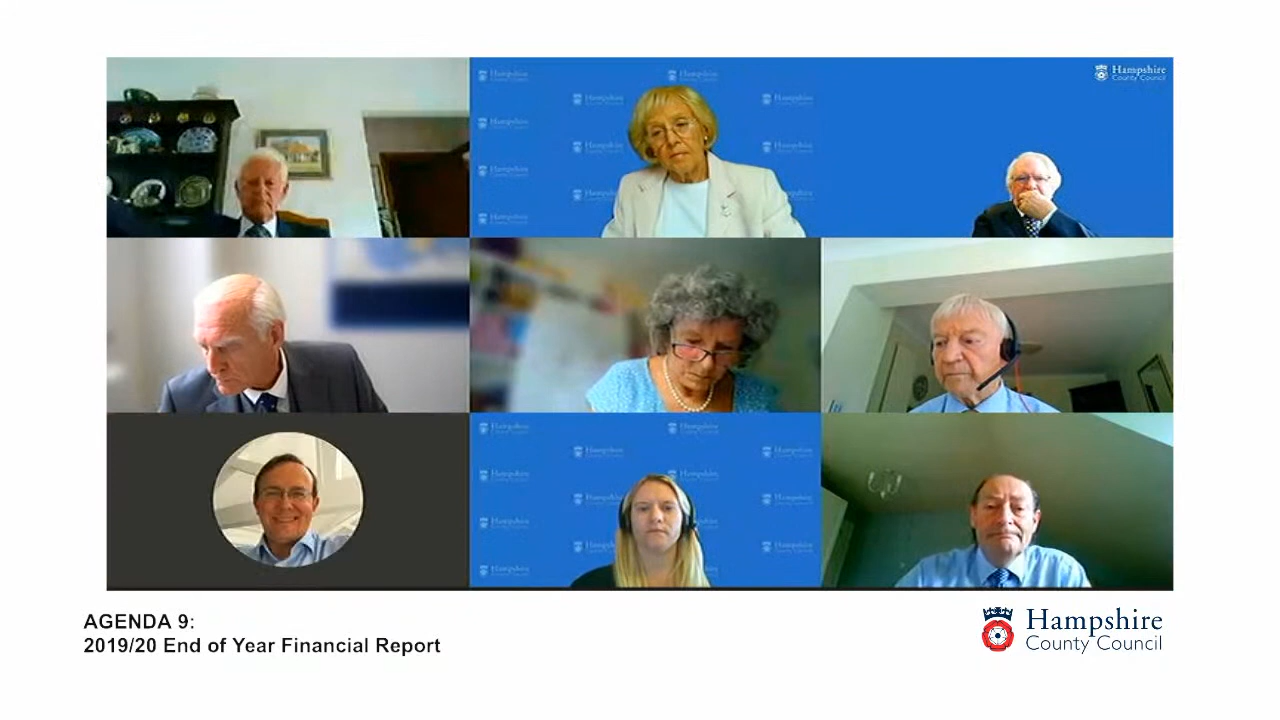 Hampshire
County Council
AGENDA 9:
2019/20 End of Year Financial Report
Hampshire
County Council